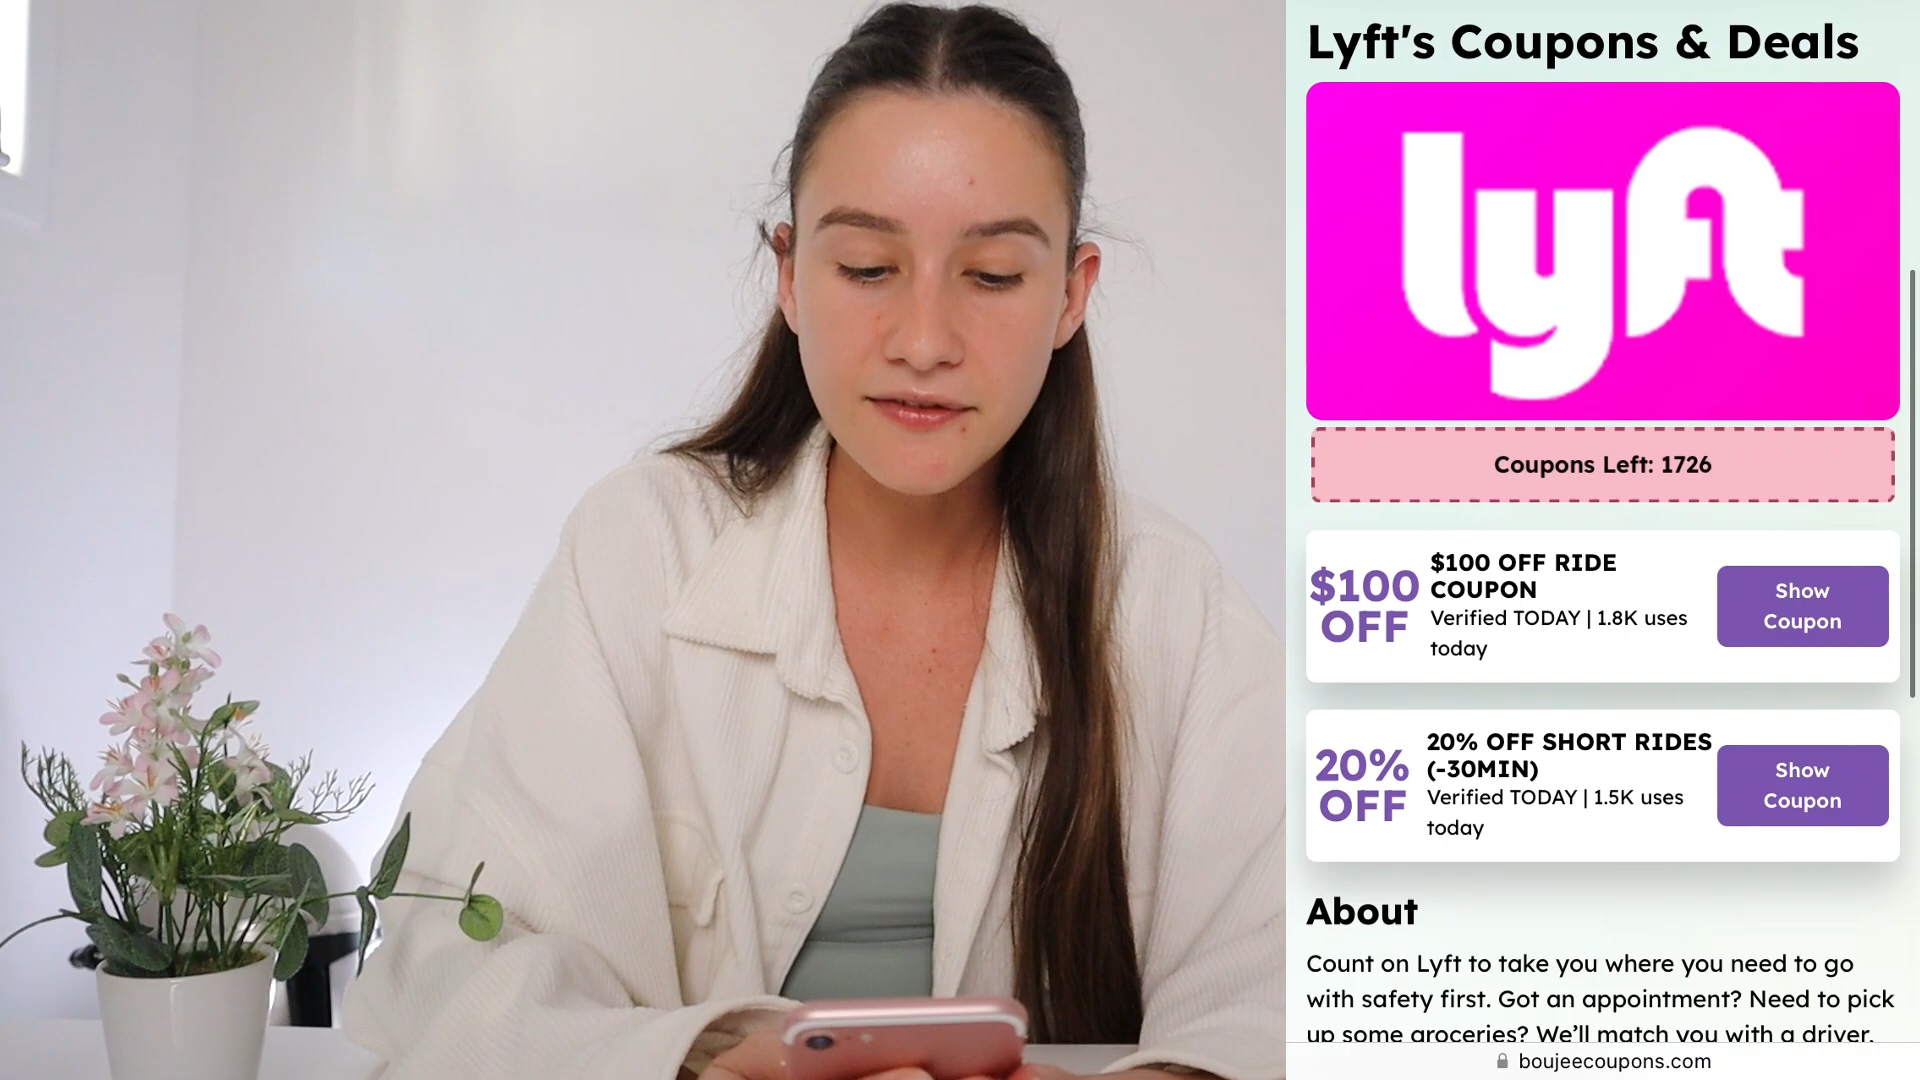 Lyft's Coupons & Deals
lyft
Coupons Left: 1726
$100
OFF
$100 OFF RIDE
COUPON
Verified TODAY | 1.8K uses
today
Show
Coupon
20%
OFF
20% OFF SHORT RIDES
(-30MIN)
Verified TODAY | 1.5K uses
today
Show
Coupon
About
Count on Lyft to take you where you need to go
with safety first. Got an appointment? Need to pick
up some groceries? We’ll match you with a driver,
boujeecoupons.com